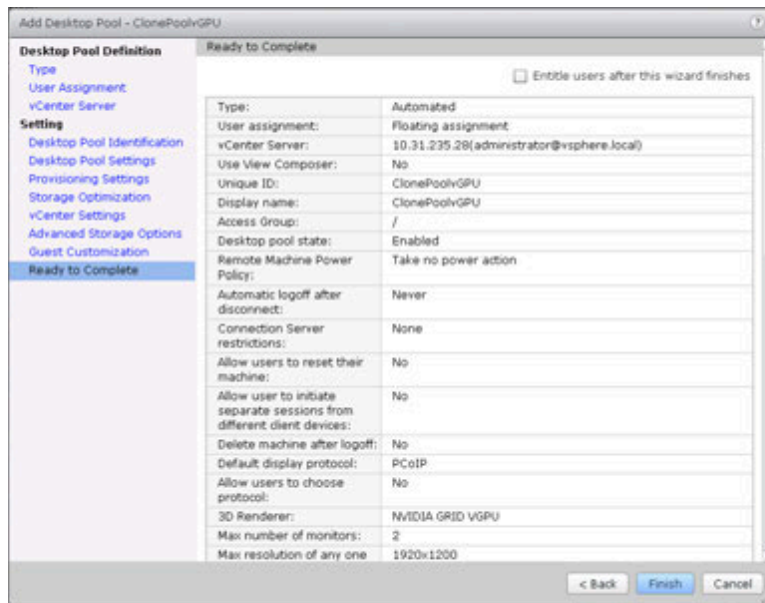 Add Desktop Pool - ClonePoolvGPU
?
Desktop Pool Definition
Type
User Assignment
vCenter Server
Setting
Desktop Pool Identification
Desktop Pool Settings
Provisioning Settings
Storage Optimization
vCenter Settings
Advanced Storage Options
Guest Customization
Ready to Complete
Ready to Complete
Entitle users after this wizard finishes
Type: Automated
User assignment: Floating assignment
vCenter Server: 10.31.235.28(administrator@vsphere.local)
Use View Composer: No
Unique ID: ClonePoolvGPU
Display name: ClonePoolvGPU
Access Group: /
Desktop pool state: Enabled
Remote Machine Power Take no power action
Policy:
Automatic logoff after Never
disconnect:
Connection Server None
restrictions:
Allow users to reset their No
machine:
Allow user to initiate No
separate sessions from
different client devices:
Delete machine after logoff: No
Default display protocol: PCoIP
Allow users to choose No
protocol:
3D Renderer: NVIDIA GRID VGPU
Max number of monitors: 2
Max resolution of any one 1920x1200
< Back Finish Cancel